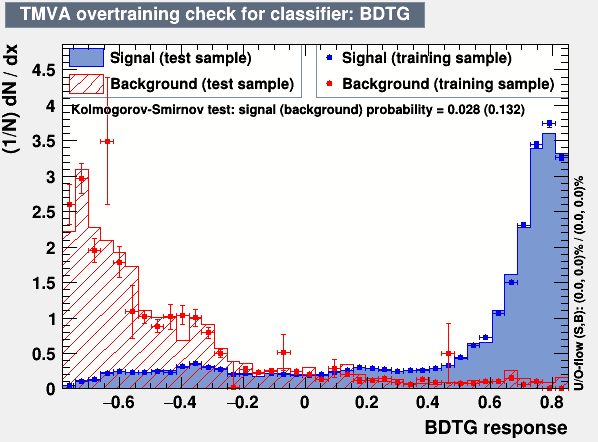 TMVA overtraining check for classifier: BDTG
(1/N) dN / dx
Signal (test sample)
Background (test sample)
Signal (training sample)
Background (training sample)
Kolmogorov-Smirnov test: signal (background) probability = 0.028 (0.132)
4.5
4
3.5
3
2.5
2
1.5
1
0.5
0
−0.6
−0.4
−0.2
0
0.2
0.4
0.6
0.8
BDTG response
U/O-flow (S,B): (0.0, 0.0)% / (0.0, 0.0)%